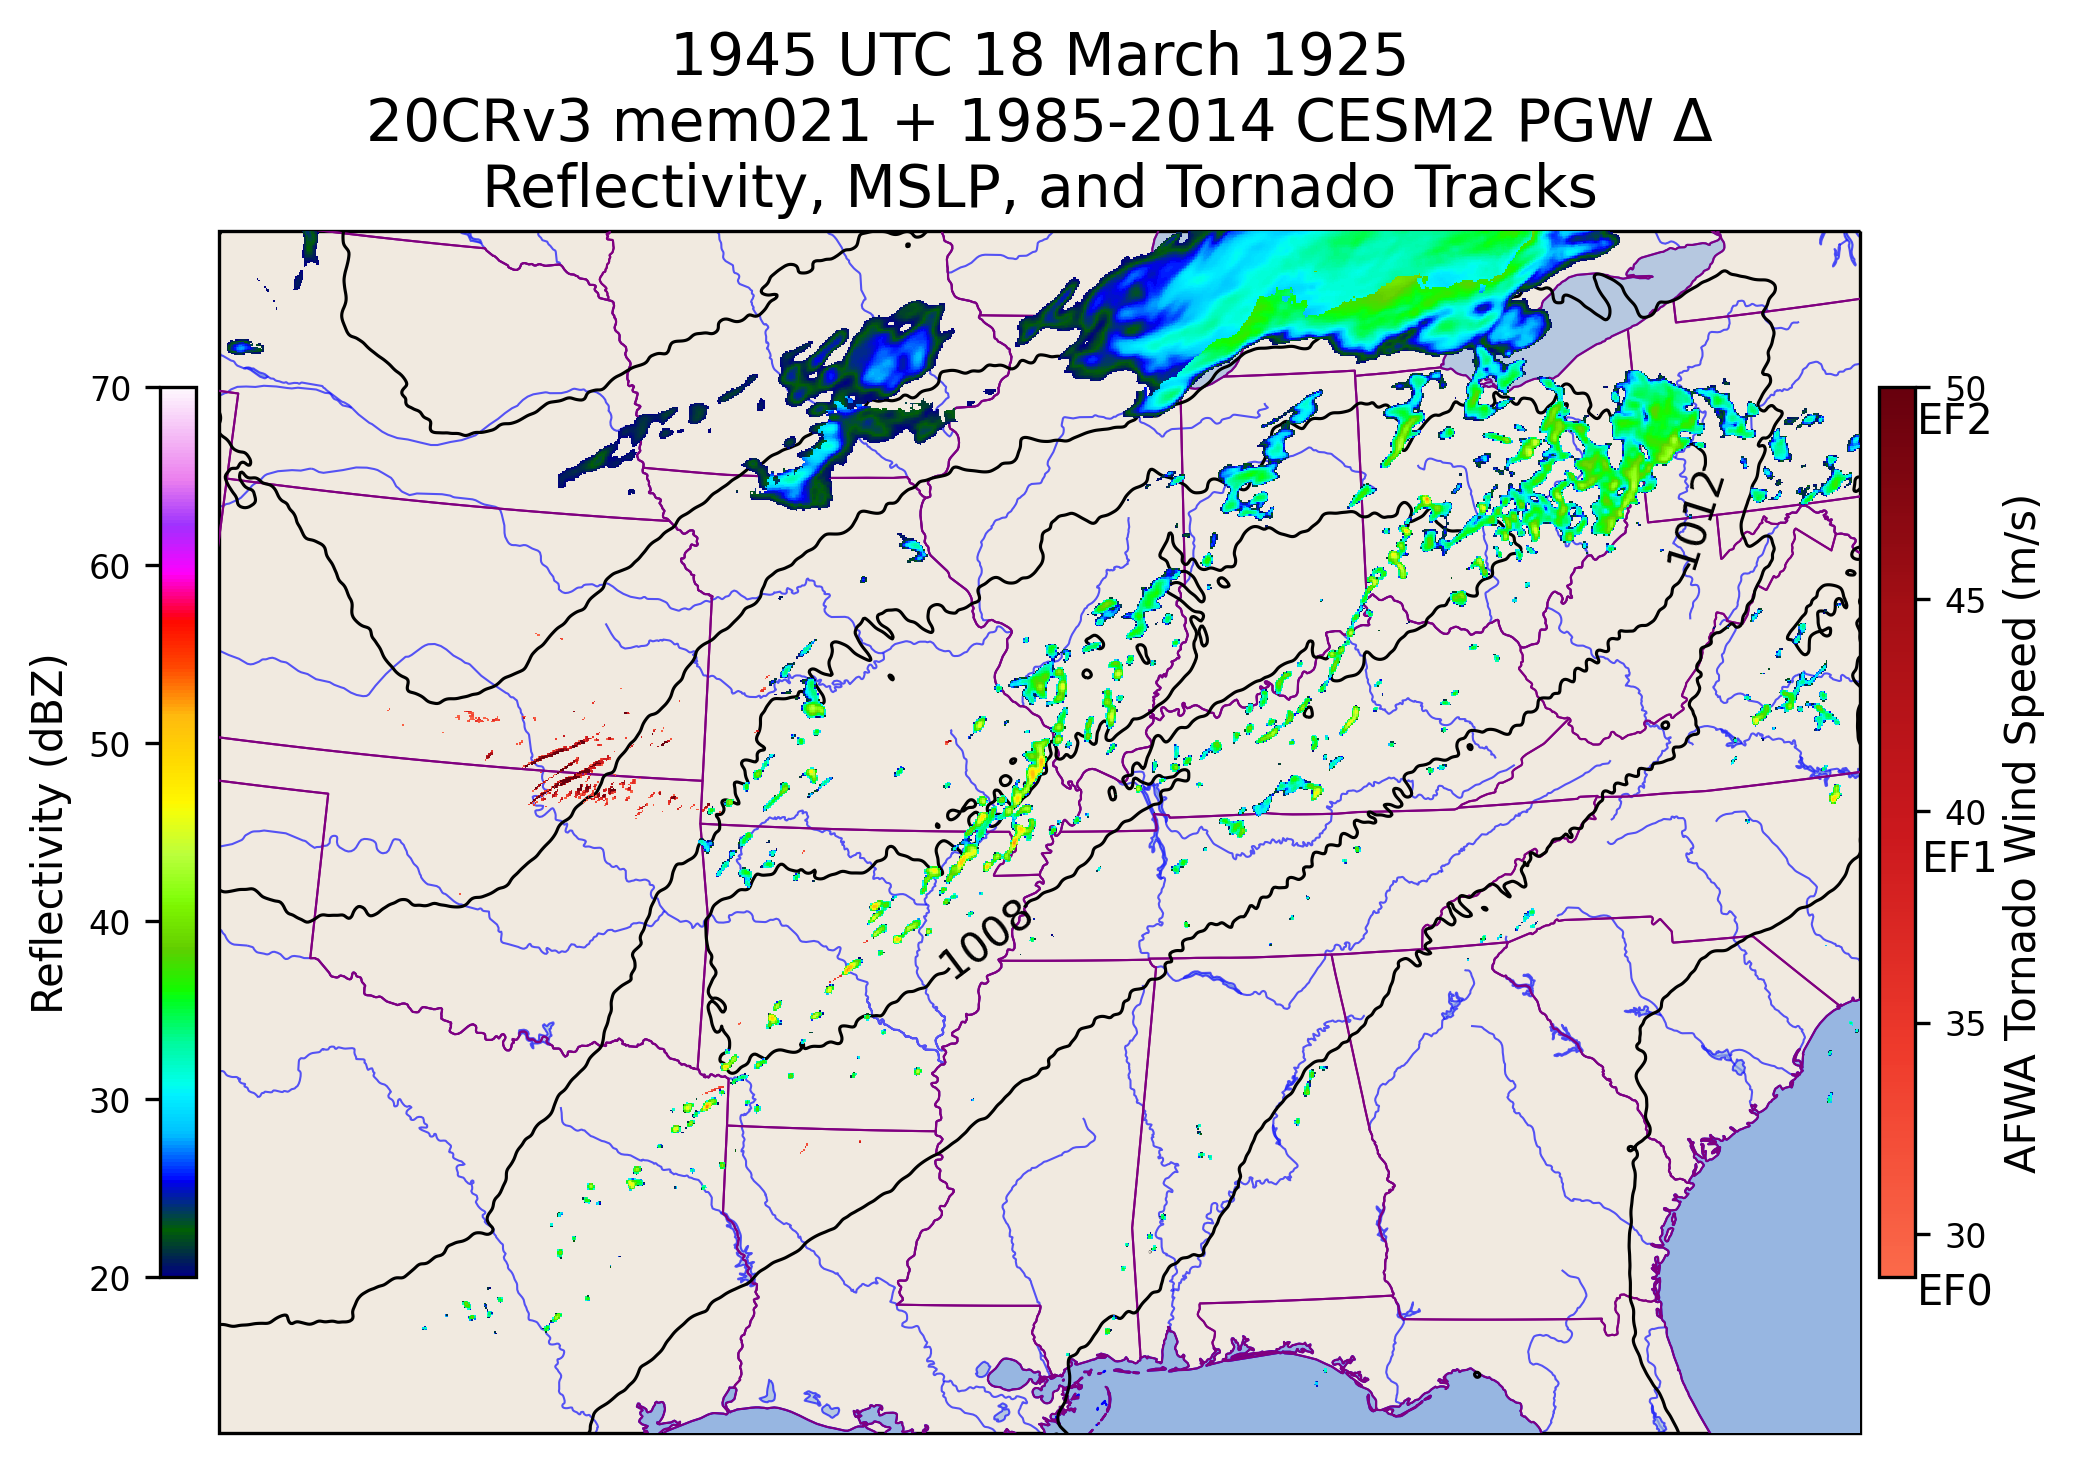 1945 UTC 18 March 1925
20CRv3 mem021 + 1985-2014 CESM2 PGW Δ
Reflectivity, MSLP, and Tornado Tracks
70
60
50
40
30
20
Reflectivity (dBZ)
1012
1008
50
EF2
45
40
EF1
35
30
EF0
AFWA Tornado Wind Speed (m/s)